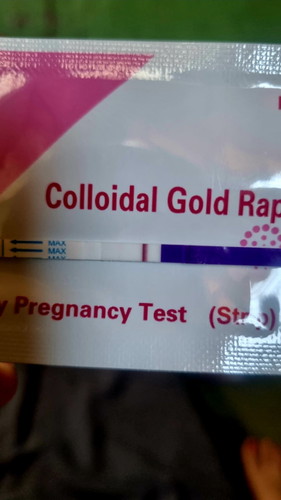 Colloidal Gold Rap
MAX
MAX
y Pregnancy Test (Strip)